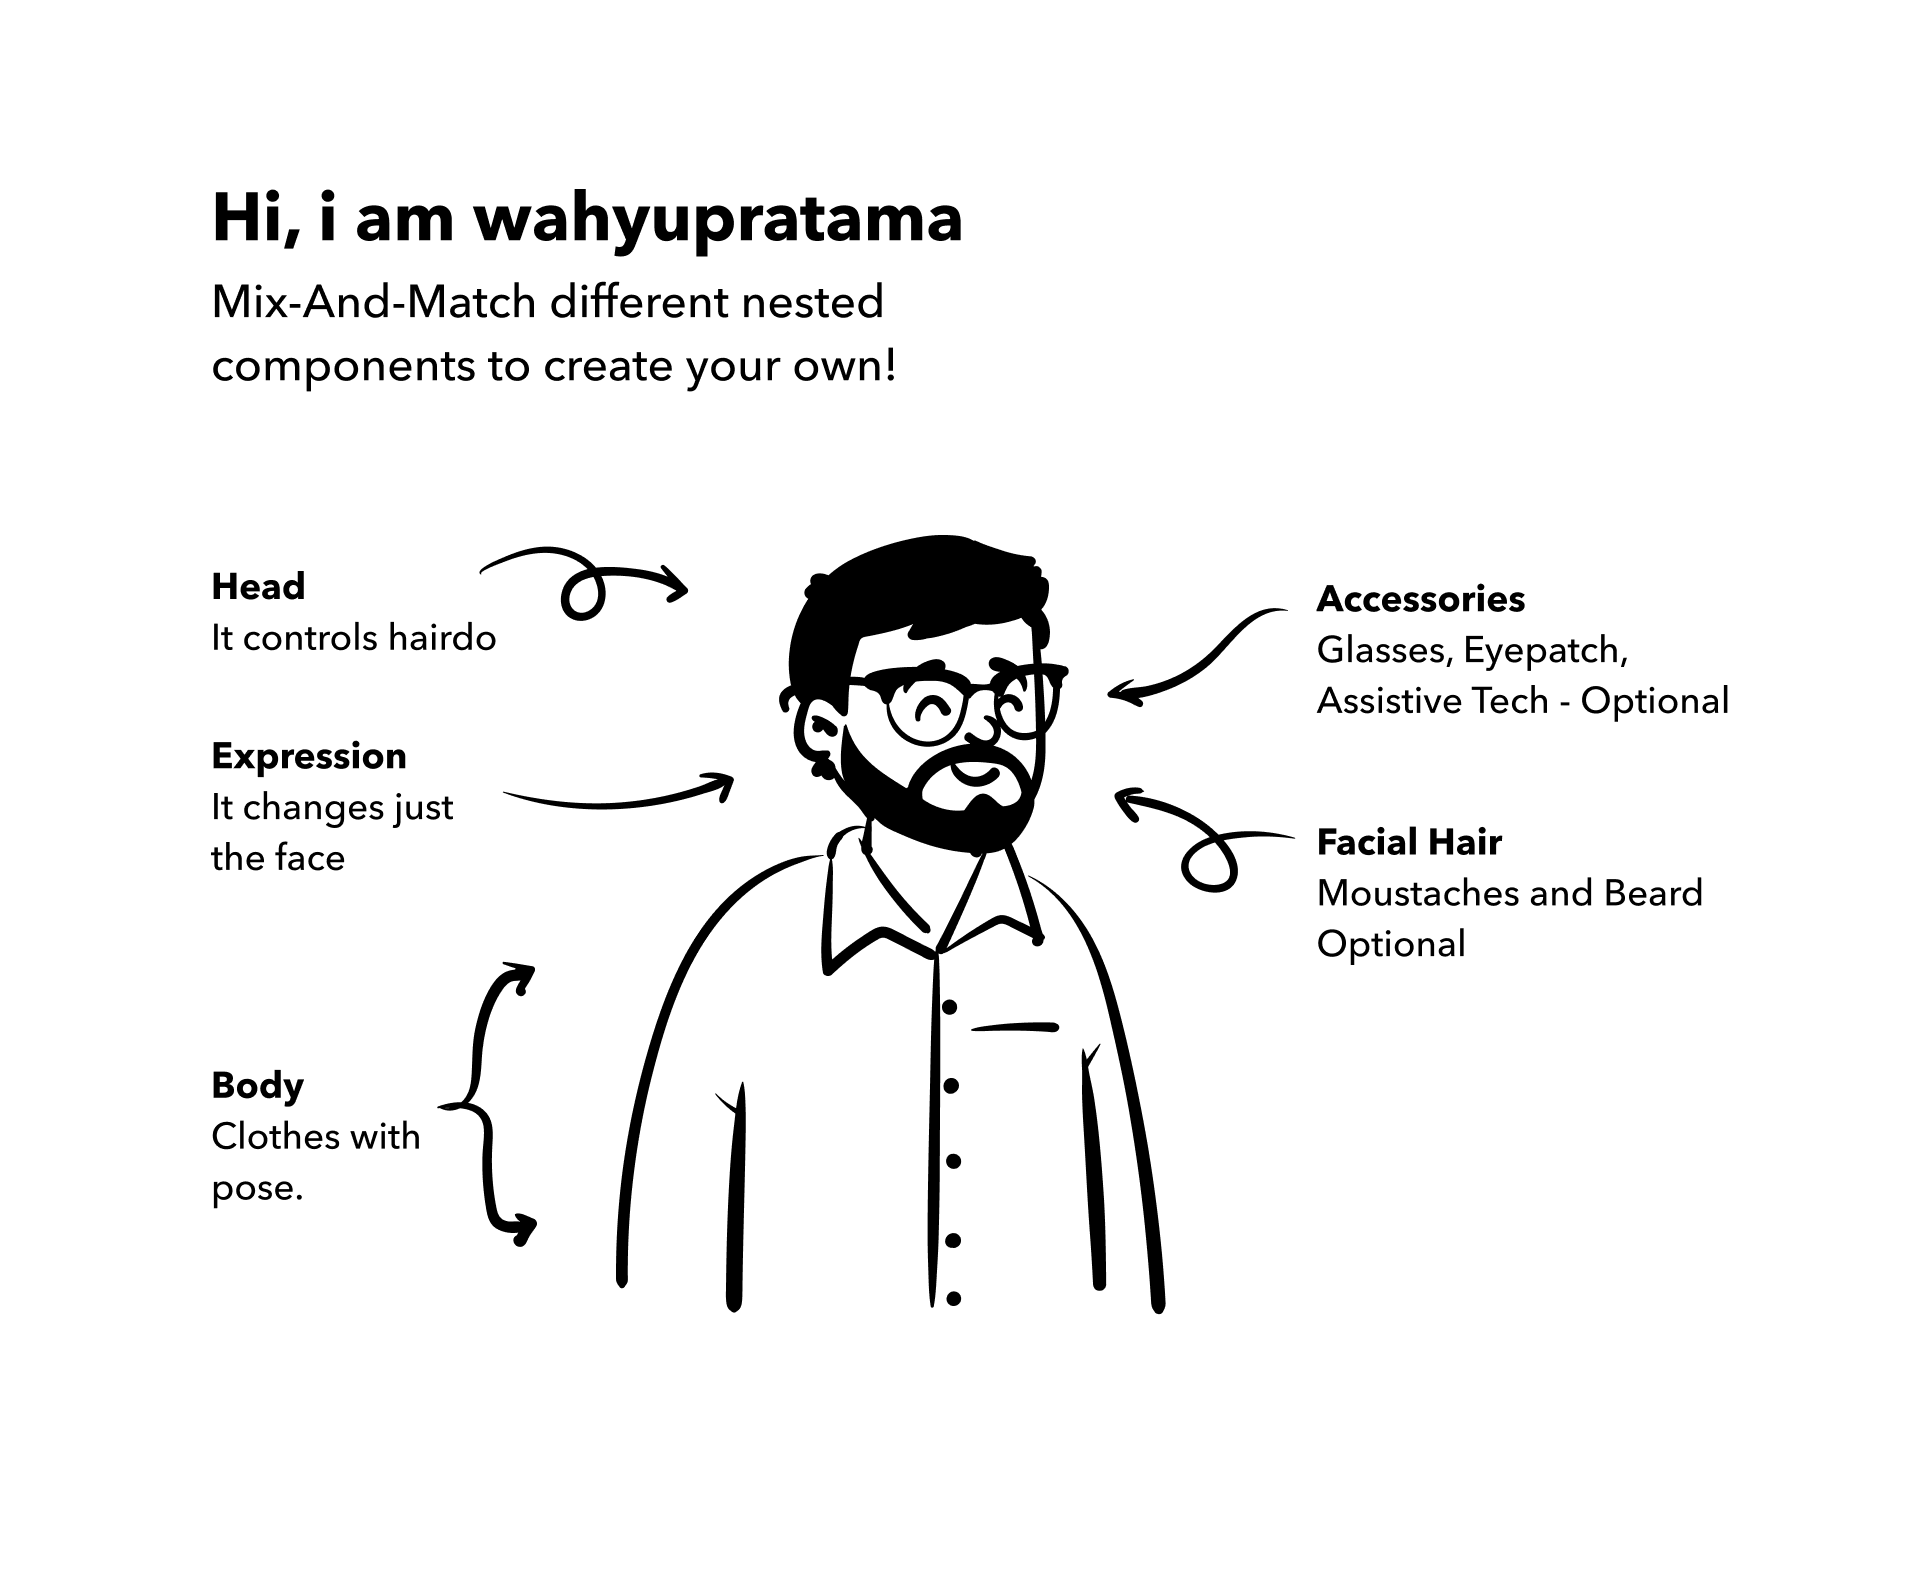 Hi, i am wahyupratama
Mix-And-Match different nested
components to create your own!
Head
It controls hairdo
Expression
It changes just
the face
Body
Clothes with
pose.
Accessories
Glasses, Eyepatch,
Assistive Tech - Optional
Facial Hair
Moustaches and Beard
Optional